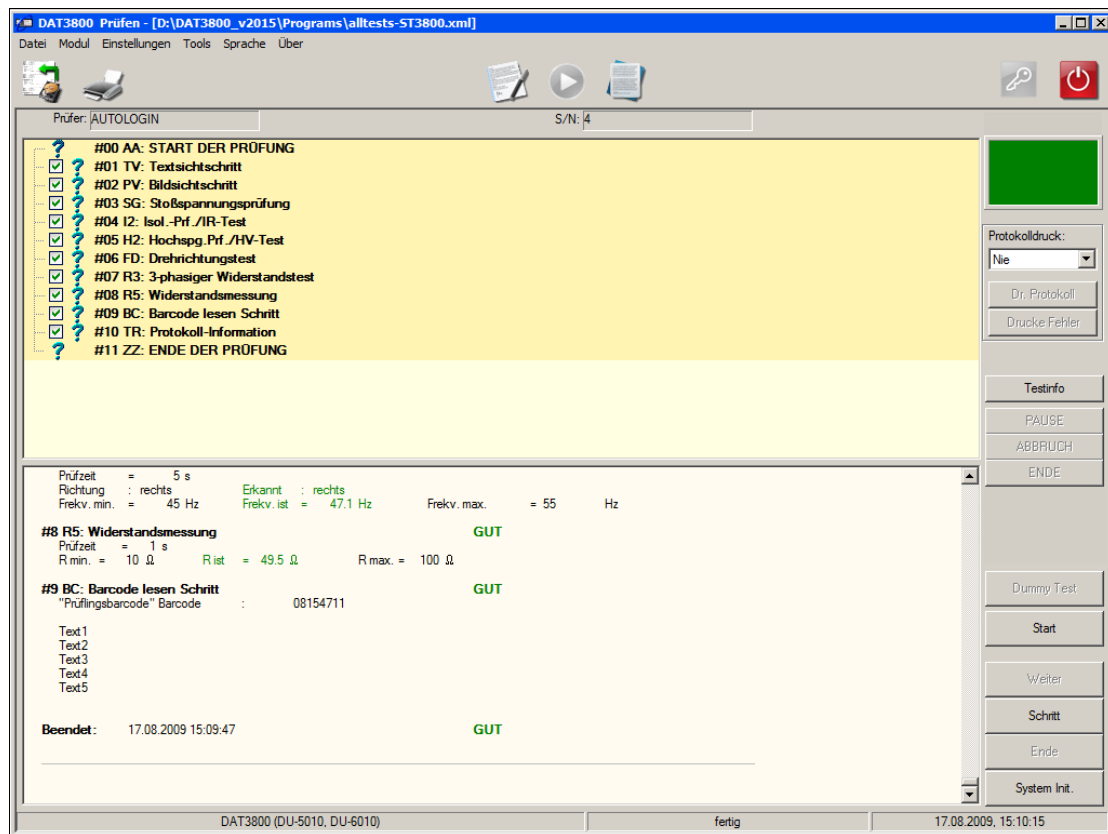 DAT3800 Prüfen - [D:\DAT3800_v2015\Programs\alltests-ST3800.xml]
Datei Modul Einstellungen Tools Sprache Über
Prüfer: AUTOLOGIN S/N: 4
#00 AA: START DER PRÜFUNG
#01 TV: Textsichtschritt
#02 PV: Bildsichtschritt
#03 SG: Stoßspannungsprüfung
#04 I2: Isol.-Prf./IR-Test
#05 H2: Hochspg.Prf./HV-Test
#06 FD: Drehrichtungstest
#07 R3: 3-phasiger Widerstandstest
#08 R5: Widerstandsmessung
#09 BC: Barcode lesen Schritt
#10 TR: Protokoll-Information
#11 ZZ: ENDE DER PRÜFUNG
Protokolldruck:
Nie
Dr. Protokoll
Drucke Fehler
Testinfo
PAUSE
ABBRUCH
ENDE
Prüfzeit = 5 s
Richtung : rechts Erkannt : rechts
Frekv. min. = 45 Hz Frekv. ist = 47.1 Hz Frekv. max. = 55 Hz
#8 R5: Widerstandsmessung GUT
Prüfzeit = 1 s
R min. = 10 Ω R ist = 49.5 Ω R max. = 100 Ω
#9 BC: Barcode lesen Schritt GUT
"Prüflingsbarcode" Barcode : 08154711
Text1
Text2
Text3
Text4
Text5
Beendet: 17.08.2009 15:09:47 GUT
Dummy Test
Start
Weiter
Schritt
Ende
System Init.
DAT3800 (DU-5010, DU-6010) fertig 17.08.2009, 15:10:15